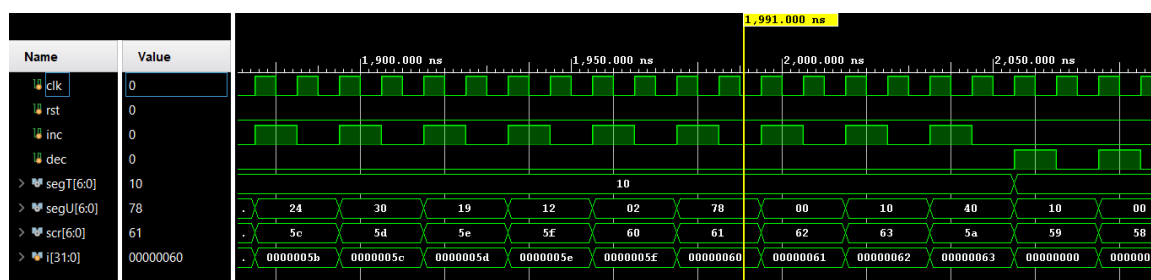 1,991.000 ns
Name Value
1,900.000 ns 1,950.000 ns 2,000.000 ns 2,050.000 ns
clk 0
rst 0
inc 0
dec 0
segT[6:0] 10 10
segU[6:0] 78 . 24 30 19 12 02 78 00 10 40 10 00
scr[6:0] 61 . 5c 5d 5e 5f 60 61 62 63 5a 59 58
i[31:0] 00000060 . 0000005b 0000005c 0000005d 0000005e 0000005f 00000060 00000061 00000062 00000063 00000000 000000